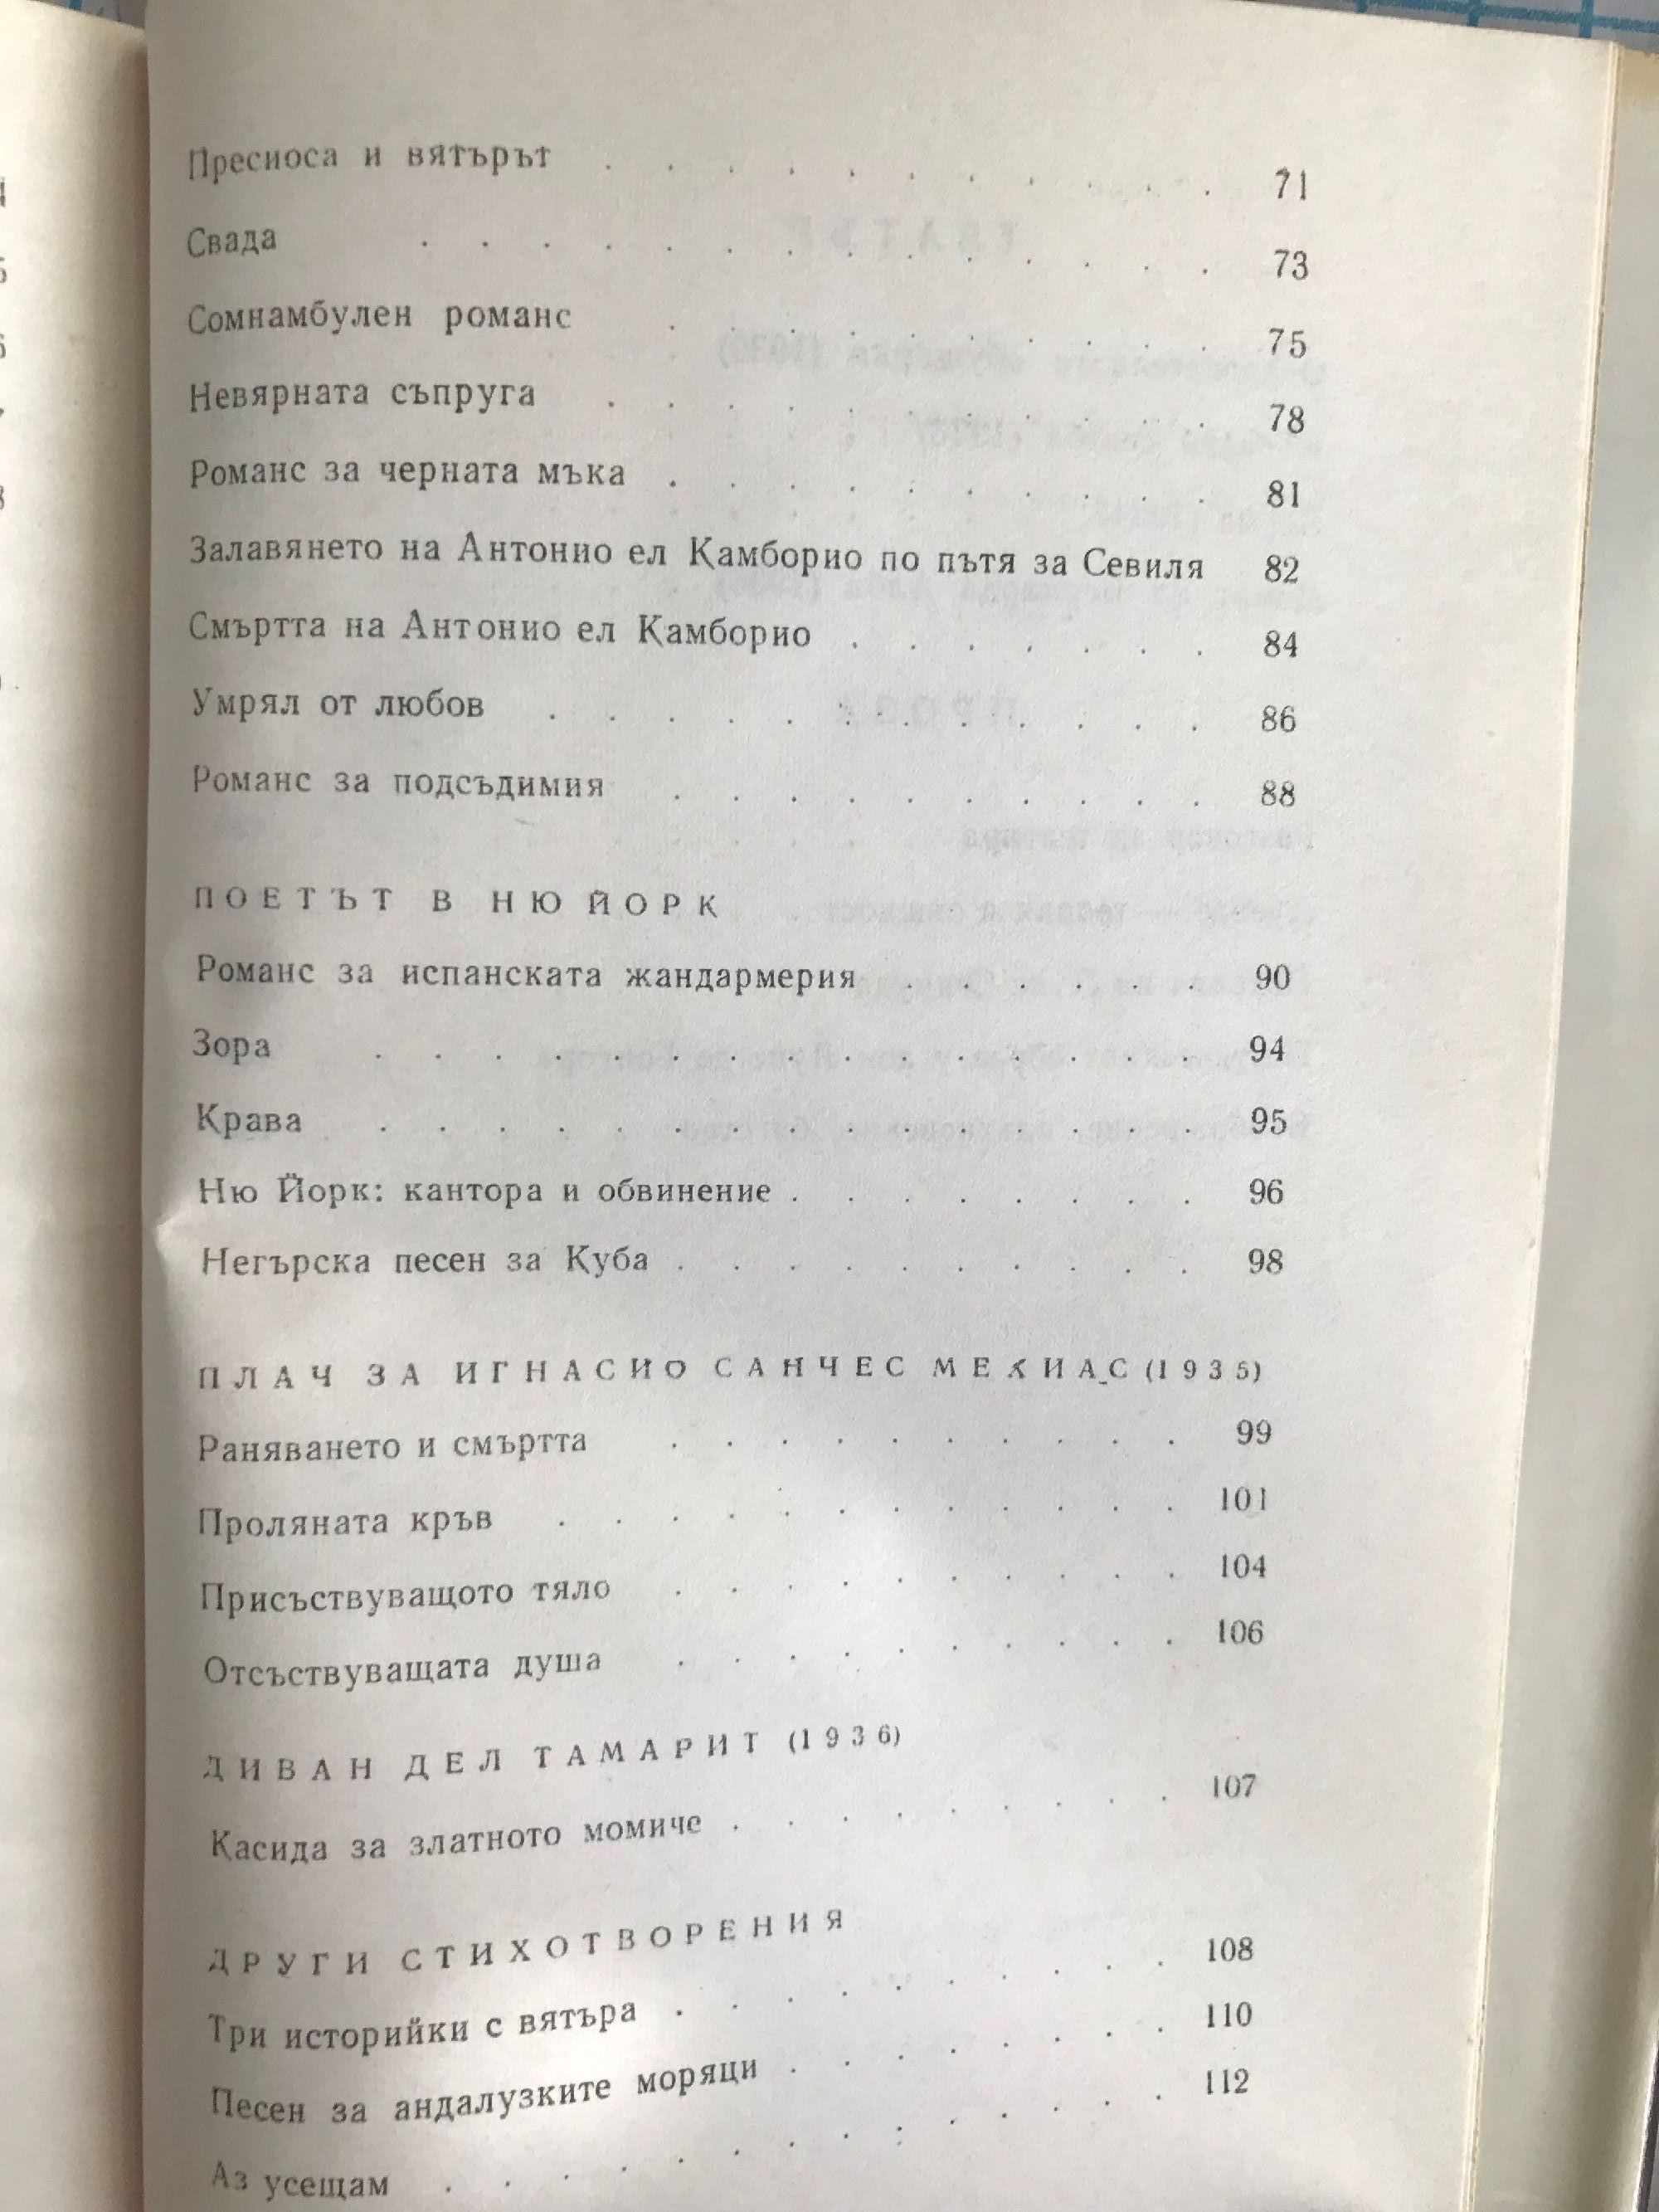 Пресиоса и вятърът . . . . . . . . . . . 71
Свада . . . . . . . . . . . . . . 73
Сомнамбулен романс . . . . . . . . . . 75
Невярната съпруга . . . . . . . . . . . 78
Романс за черната мъка . . . . . . . . . . 81
Залавянето на Антонио ел Камборио по пътя за Севиля 82
Смъртта на Антонио ел Камборио . . . . . . . 84
Умрял от любов . . . . . . . . . . . . 86
Романс за подсъдимия . . . . . . . . . . 88
ПОЕТЪТ В НЮ ЙОРК
Романс за испанската жандармерия . . . . . . 90
Зора . . . . . . . . . . . . . . . 94
Крава . . . . . . . . . . . . . . . 95
Ню Йорк: кантора и обвинение . . . . . . . . 96
Негърска песен за Куба . . . . . . . . . . 98
ПЛАЧ ЗА ИГНАСИО САНЧЕС МЕХИАС (1935)
Раняването и смъртта . . . . . . . . . . 99
Проляната кръв . . . . . . . . . . . . 101
Присъствуващото тяло . . . . . . . . . . 104
Отсъствуващата душа . . . . . . . . . . 106
ДИВАН ДЕЛ ТАМАРИТ (1936)
Касида за златното момиче . . . . . . . . . 107
ДРУГИ СТИХОТВОРЕНИЯ
Три историйки с вятъра . . . . . . . . . . 108
Песен за андалузките моряци . . . . . . . . 110
Аз усещам . . . . . . . . . . . . . 112